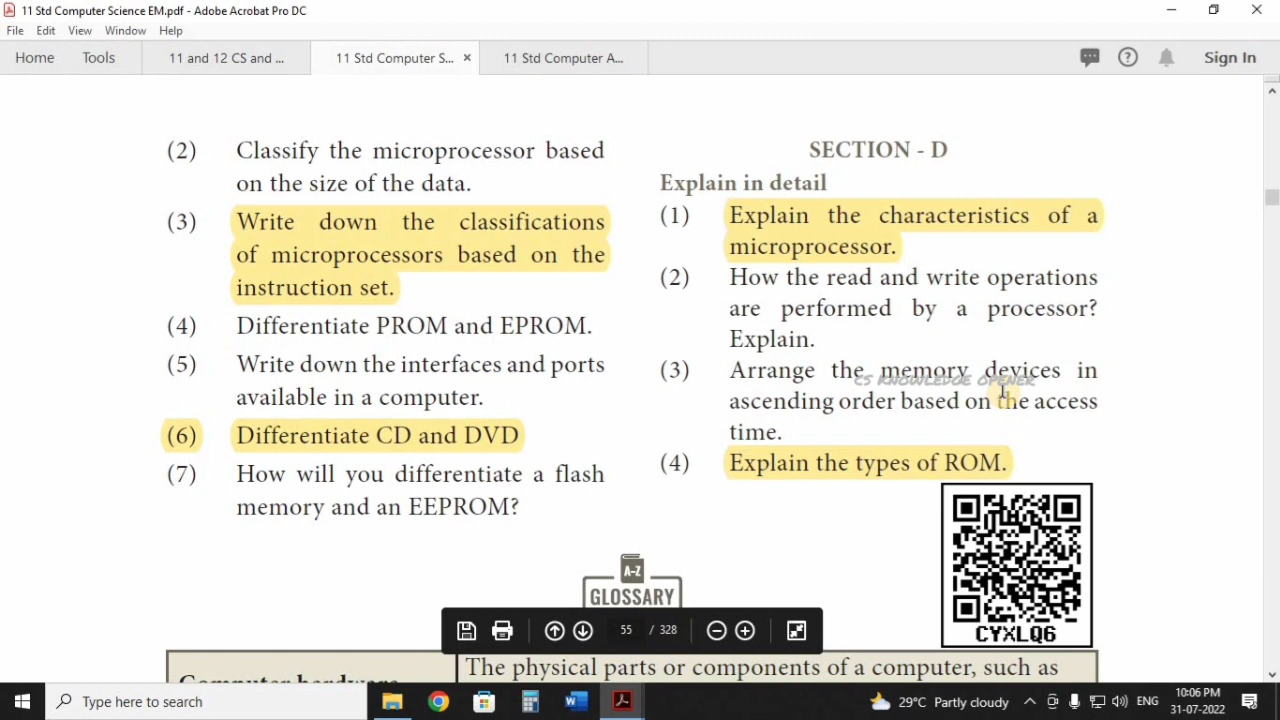 11 Std Computer Science EM.pdf - Adobe Acrobat Pro DC
File Edit View Window Help
Home Tools 11 and 12 CS and ... 11 Std Computer S... × 11 Std Computer A... Sign In
(2) Classify the microprocessor based
on the size of the data.
(3) Write down the classifications
of microprocessors based on the
instruction set.
(4) Differentiate PROM and EPROM.
(5) Write down the interfaces and ports
available in a computer.
(6) Differentiate CD and DVD
(7) How will you differentiate a flash
memory and an EEPROM?
SECTION - D
Explain in detail
(1) Explain the characteristics of a
microprocessor.
(2) How the read and write operations
are performed by a processor?
Explain.
(3) Arrange the memory devices in
CS KNOWLEDGE OPENER
ascending order based on the access
time.
(4) Explain the types of ROM.
CYXLQ6
A-Z
GLOSSARY
55 / 328
Computer hardware
The physical parts or components of a computer, such as
Type here to search
29°C Partly cloudy
ENG
10:06 PM
31-07-2022